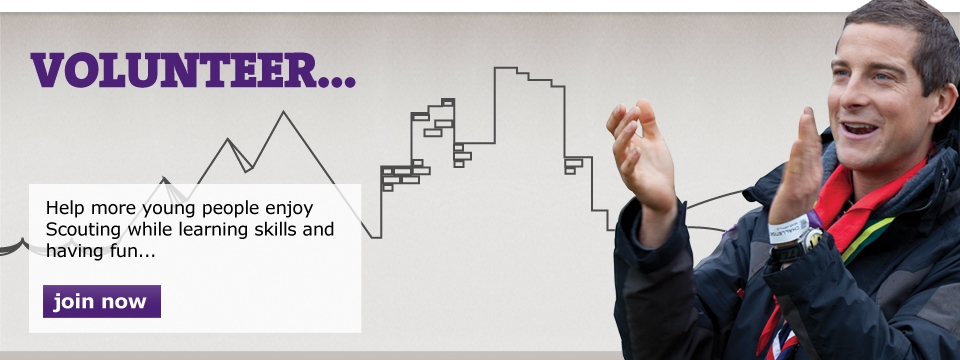 VOLUNTEER...
Help more young people enjoy
Scouting while learning skills and
having fun...
join now